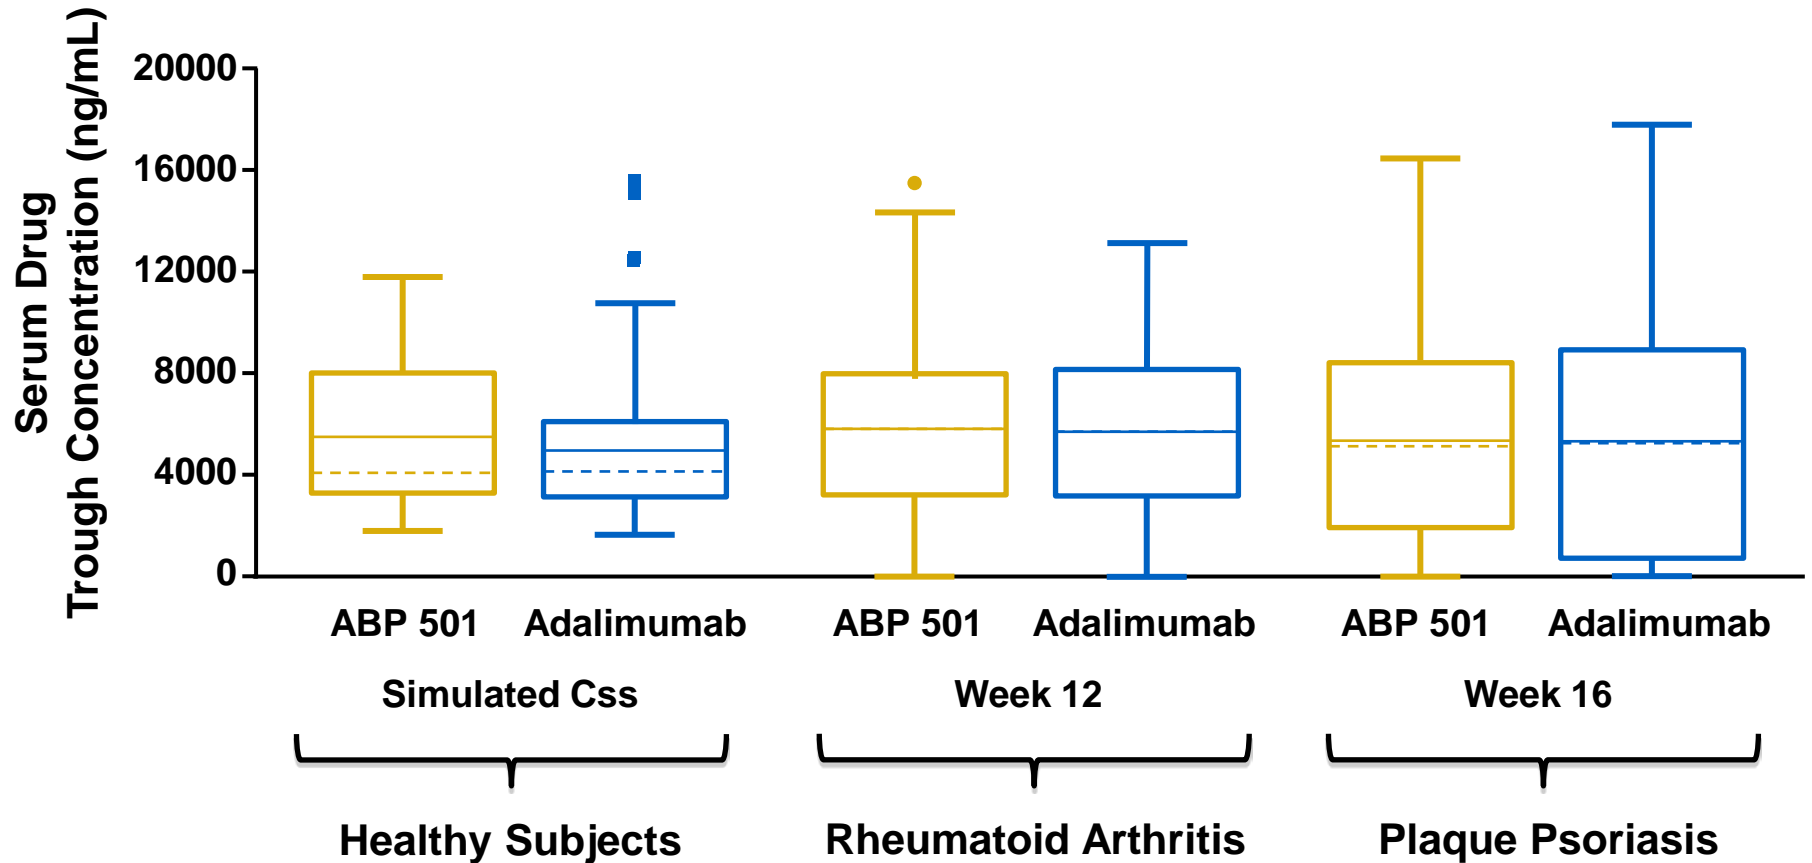 Serum Drug
Trough Concentration (ng/mL)
20000
16000
12000
8000
4000
0
ABP 501 Adalimumab ABP 501 Adalimumab ABP 501 Adalimumab
Simulated Css Week 12 Week 16
Healthy Subjects Rheumatoid Arthritis Plaque Psoriasis